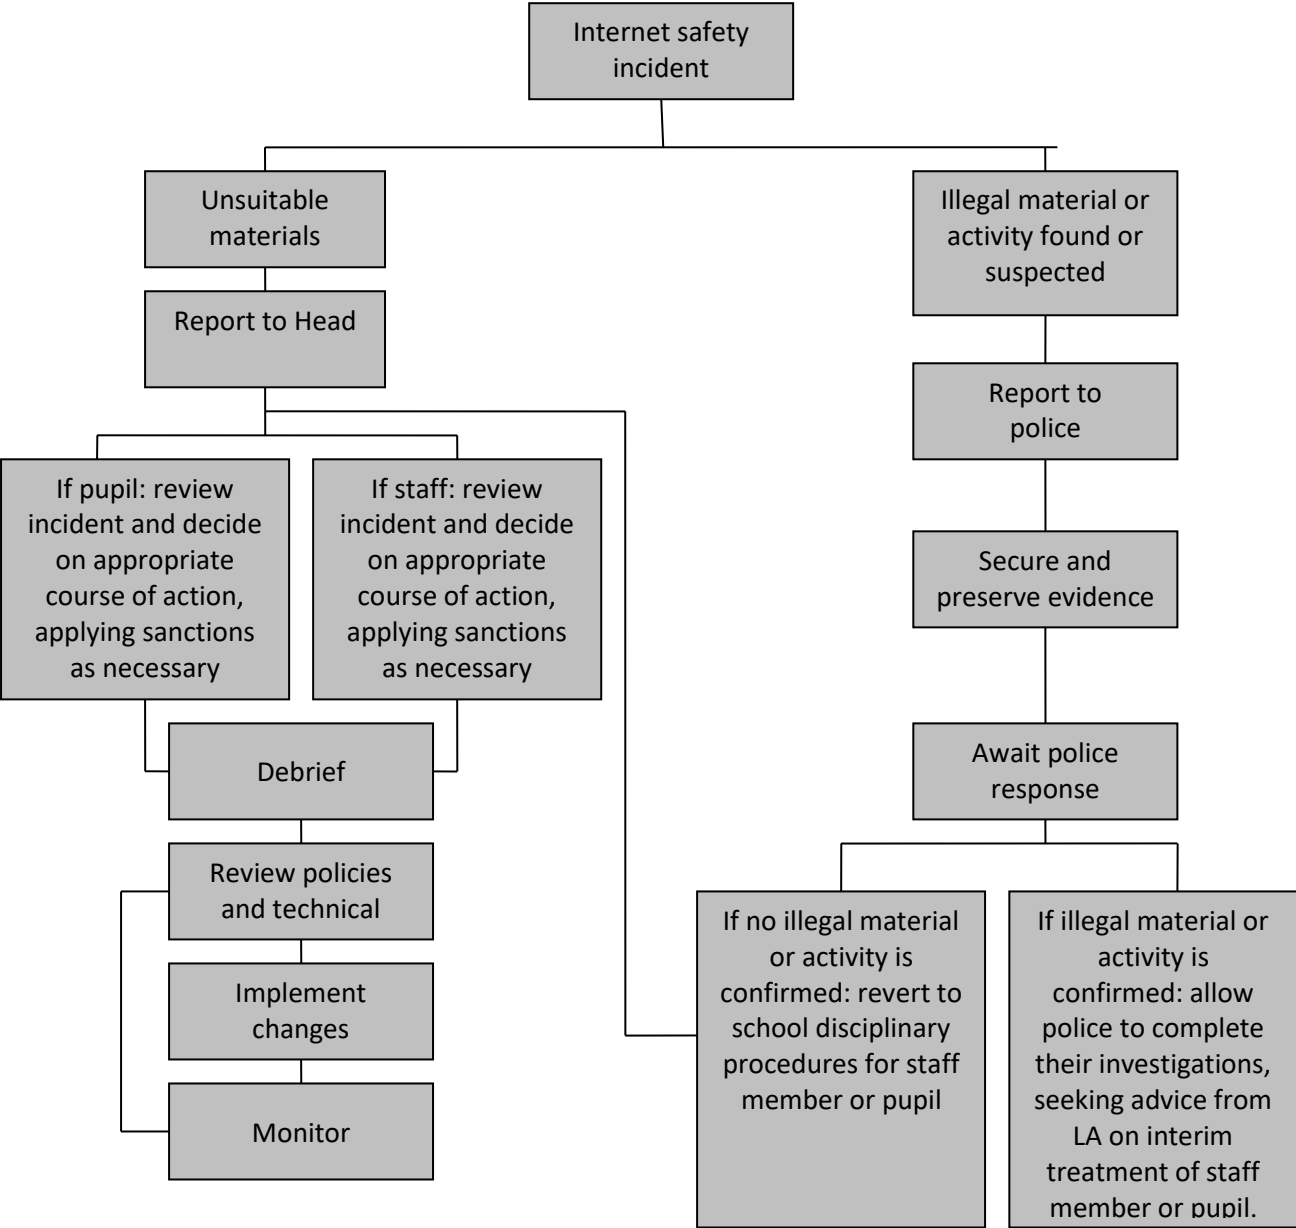 Internet safety
incident
Unsuitable
materials
Report to Head
If pupil: review
incident and decide
on appropriate
course of action,
applying sanctions
as necessary
If staff: review
incident and decide
on appropriate
course of action,
applying sanctions
as necessary
Debrief
Review policies
and technical
Implement
changes
Monitor
Illegal material or
activity found or
suspected
Report to
police
Secure and
preserve evidence
Await police
response
If no illegal material
or activity is
confirmed: revert to
school disciplinary
procedures for staff
member or pupil
If illegal material or
activity is
confirmed: allow
police to complete
their investigations,
seeking advice from
LA on interim
treatment of staff
member or pupil.